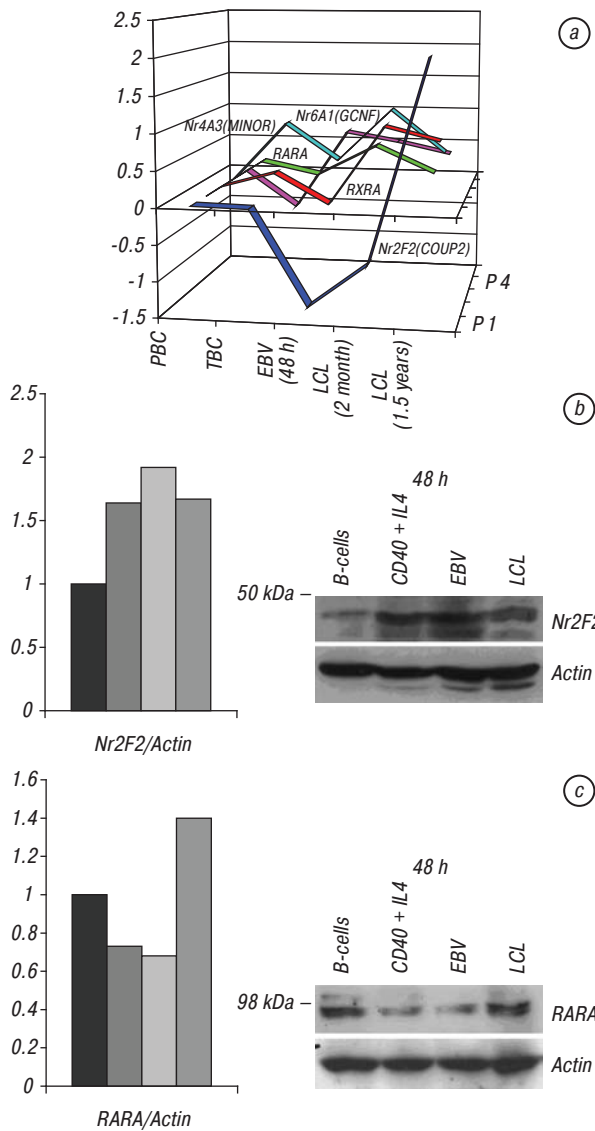 a
2.5
2
1.5
1
0.5
0
-0.5
-1
-1.5
Nr4A3(MINOR)
Nr6A1(GCNF)
RARA
RXRA
Nr2F2(COUP2)
P 4
P 1
PBC
TBC
EBV
(48 h)
LCL
(2 month)
LCL
(1.5 years)
b
2.5
2
1.5
1
0.5
0
Nr2F2/Actin
48 h
B-cells
CD40 + IL4
EBV
LCL
50 kDa
Nr2F2
Actin
c
1.6
1.4
1.2
1
0.8
0.6
0.4
0.2
0
RARA/Actin
48 h
B-cells
CD40 + IL4
EBV
LCL
98 kDa
RARA
Actin